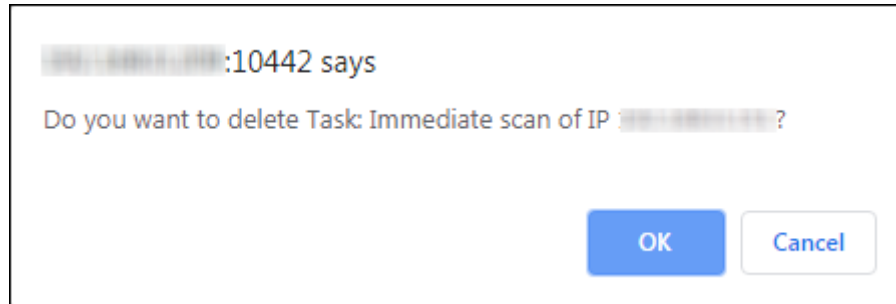 :10442 says
Do you want to delete Task: Immediate scan of IP ?
OK
Cancel